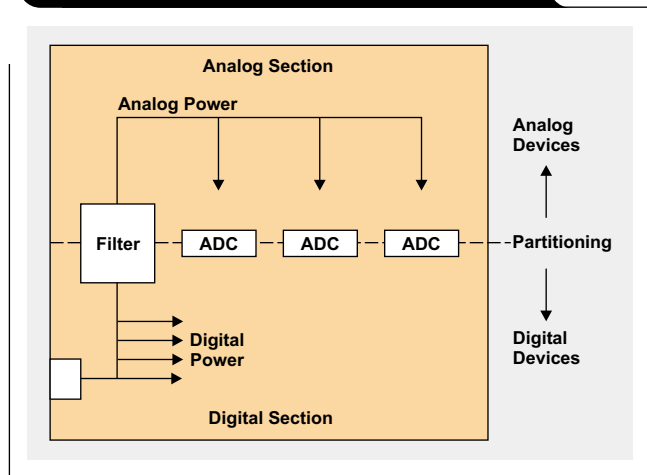 Analog Section
Analog Power
Analog
Devices
Filter
ADC
ADC
ADC
Partitioning
Digital
Power
Digital
Devices
Digital Section